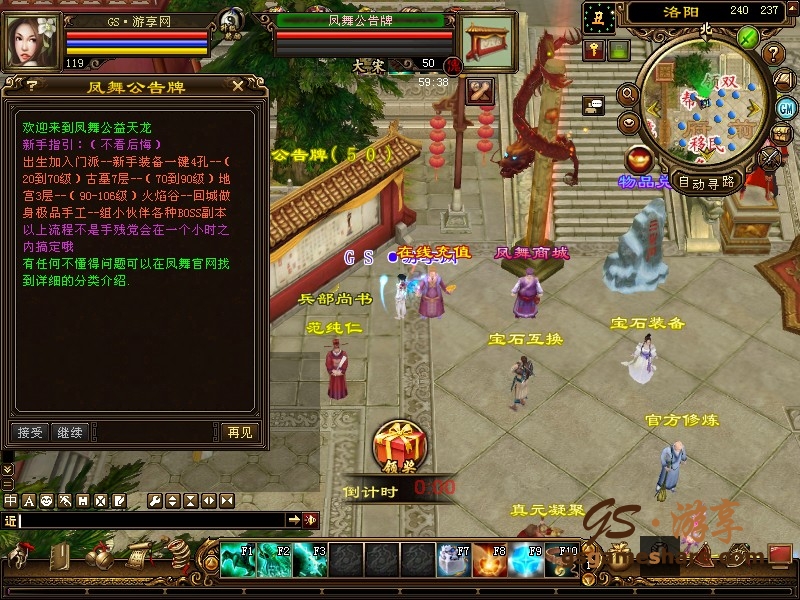 GS·游享网
119
凤舞公告牌
大宋
50
59:38
丑
洛阳
240 237
北
双
移民
GM
自动寻路
凤舞公告牌
欢迎来到凤舞公益天龙
新手指引：（不看后悔）
出生加入门派--新手装备一键4孔--（
20到70级）古墓7层--（70到90级）地
宫3层--（90-106级）火焰谷--回城做
身极品手工--组小伙伴各种BOSS副本
以上流程不是手残党会在一个小时之
内搞定哦
有任何不懂得问题可以在凤舞官网找
到详细的分类介绍.
接受
继续
再见
公告牌(50)
物品兑
GS
在线充值
凤舞商城
兵部尚书
范纯仁
宝石互换
宝石装备
官方修炼
领奖
倒计时 0:00
真元凝聚
GS·游享
中 A
近
F1 F2 F3 F7 F8 F9 F10